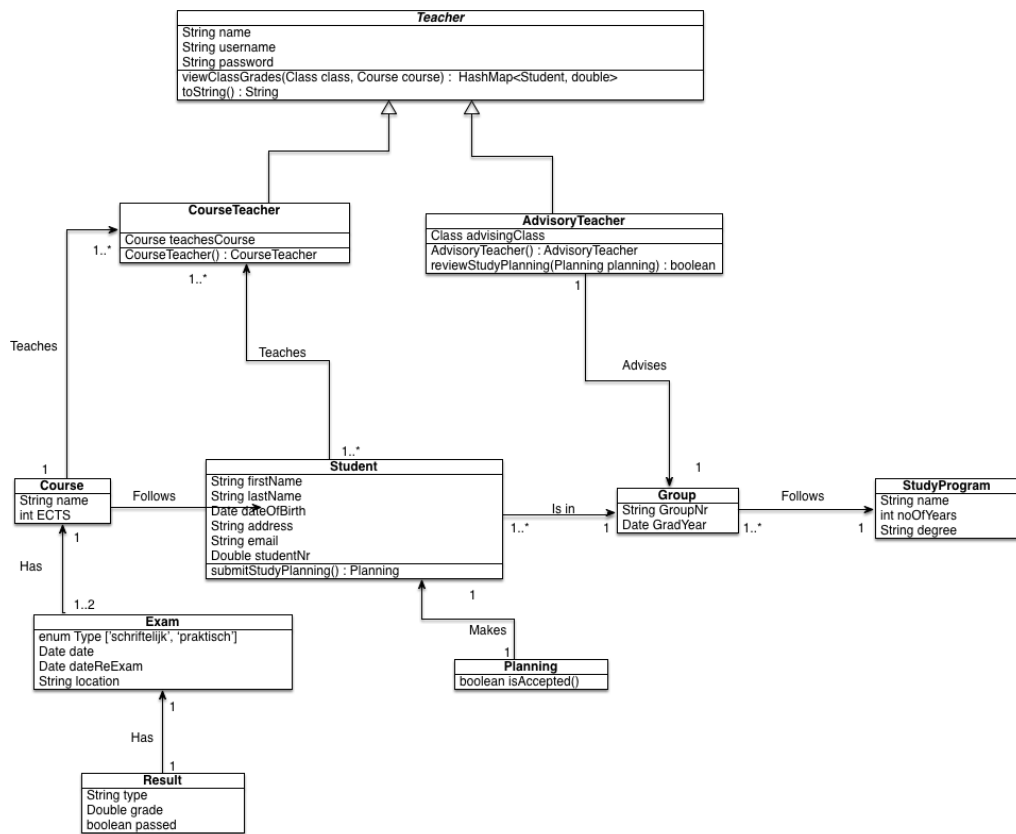 Teacher
String name
String username
String password
viewClassGrades(Class class, Course course) : HashMap<Student, double>
toString() : String
CourseTeacher
Course teachesCourse
CourseTeacher() : CourseTeacher
AdvisoryTeacher
Class advisingClass
AdvisoryTeacher() : AdvisoryTeacher
reviewStudyPlanning(Planning planning) : boolean
1..*
1..*
1
Teaches
Teaches
Advises
1
1..*
1
Course
String name
int ECTS
Follows
Student
String firstName
String lastName
Date dateOfBirth
String address
String email
Double studentNr
submitStudyPlanning() : Planning
Is in
1..*
1
Group
String GroupNr
Date GradYear
Follows
1..*
1
StudyProgram
String name
int noOfYears
String degree
1
Has
1..2
1
Makes
1
Exam
enum Type ['schriftelijk', ‘praktisch’]
Date date
Date dateReExam
String location
Planning
boolean isAccepted()
1
Has
1
Result
String type
Double grade
boolean passed